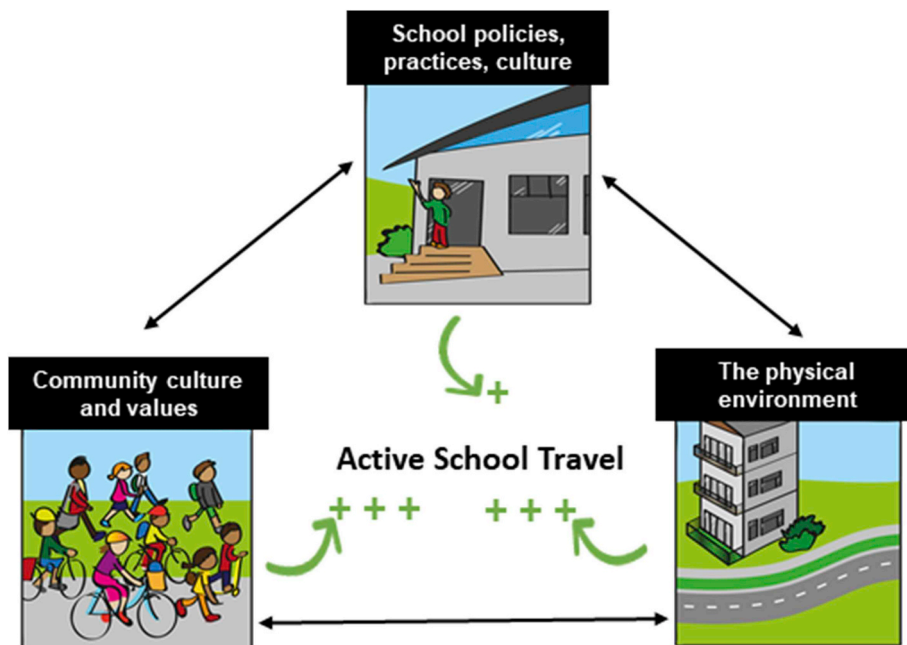 School policies,
practices, culture
+
Community culture
and values
The physical
environment
Active School Travel
+ + + + + +